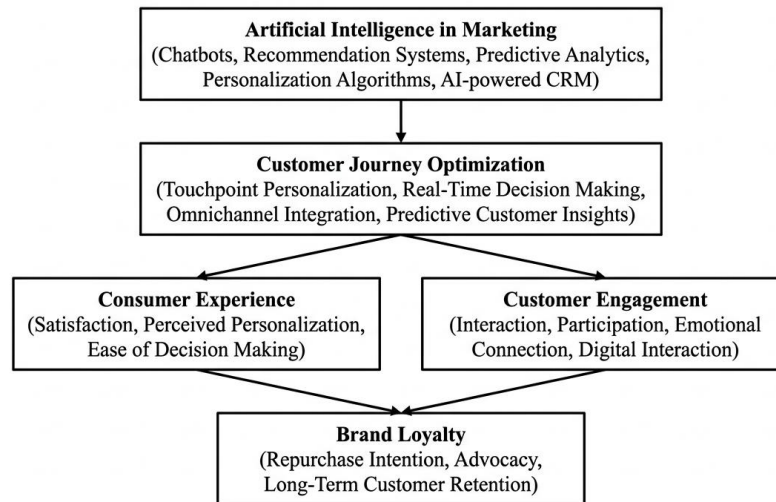 Artificial Intelligence in Marketing
(Chatbots, Recommendation Systems, Predictive Analytics,
Personalization Algorithms, AI-powered CRM)
Customer Journey Optimization
(Touchpoint Personalization, Real-Time Decision Making,
Omnichannel Integration, Predictive Customer Insights)
Consumer Experience
(Satisfaction, Perceived Personalization,
Ease of Decision Making)
Customer Engagement
(Interaction, Participation, Emotional
Connection, Digital Interaction)
Brand Loyalty
(Repurchase Intention, Advocacy,
Long-Term Customer Retention)